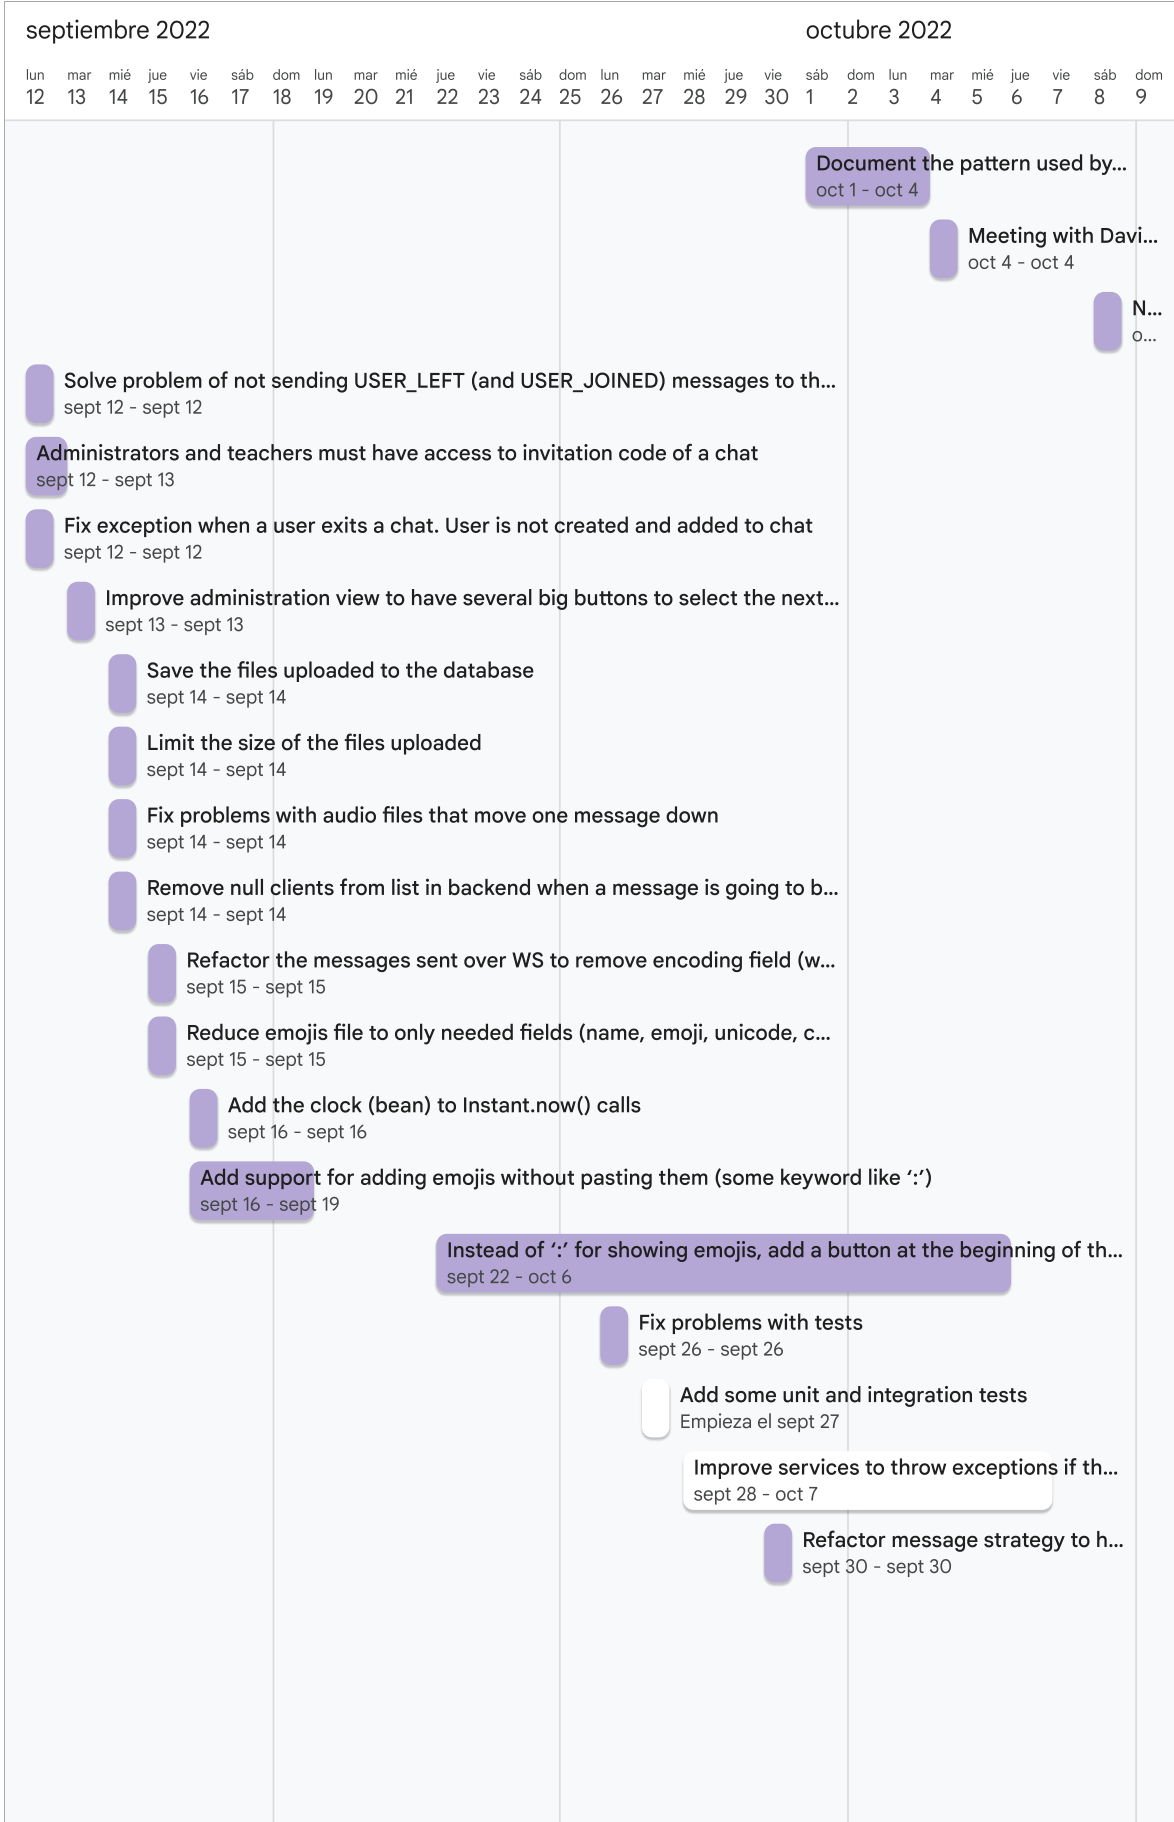 septiembre 2022 octubre 2022
lun mar mié jue vie sáb dom lun mar mié jue vie sáb dom lun mar mié jue vie sáb dom lun mar mié jue vie sáb dom
12 13 14 15 16 17 18 19 20 21 22 23 24 25 26 27 28 29 30 1 2 3 4 5 6 7 8 9
Document the pattern used by...
oct 1 - oct 4
Meeting with Davi...
oct 4 - oct 4
N...
o...
Solve problem of not sending USER_LEFT (and USER_JOINED) messages to th...
sept 12 - sept 12
Administrators and teachers must have access to invitation code of a chat
sept 12 - sept 13
Fix exception when a user exits a chat. User is not created and added to chat
sept 12 - sept 12
Improve administration view to have several big buttons to select the next...
sept 13 - sept 13
Save the files uploaded to the database
sept 14 - sept 14
Limit the size of the files uploaded
sept 14 - sept 14
Fix problems with audio files that move one message down
sept 14 - sept 14
Remove null clients from list in backend when a message is going to b...
sept 14 - sept 14
Refactor the messages sent over WS to remove encoding field (w...
sept 15 - sept 15
Reduce emojis file to only needed fields (name, emoji, unicode, c...
sept 15 - sept 15
Add the clock (bean) to Instant.now() calls
sept 16 - sept 16
Add support for adding emojis without pasting them (some keyword like ‘:’)
sept 16 - sept 19
Instead of ‘:’ for showing emojis, add a button at the beginning of th...
sept 22 - oct 6
Fix problems with tests
sept 26 - sept 26
Add some unit and integration tests
Empieza el sept 27
Improve services to throw exceptions if th...
sept 28 - oct 7
Refactor message strategy to h...
sept 30 - sept 30